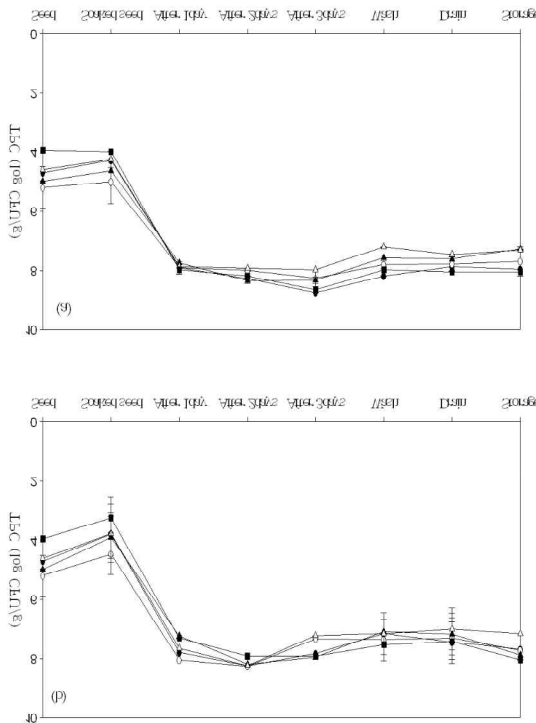 Seed Soaked seed After 1day After 2days After 3days Wash Drain Storage
0
2
4
6
8
10
TPC (log CFU/g)
(a)
Seed Soaked seed After 1day After 2days After 3days Wash Drain Storage
0
2
4
6
8
10
TPC (log CFU/g)
(b)